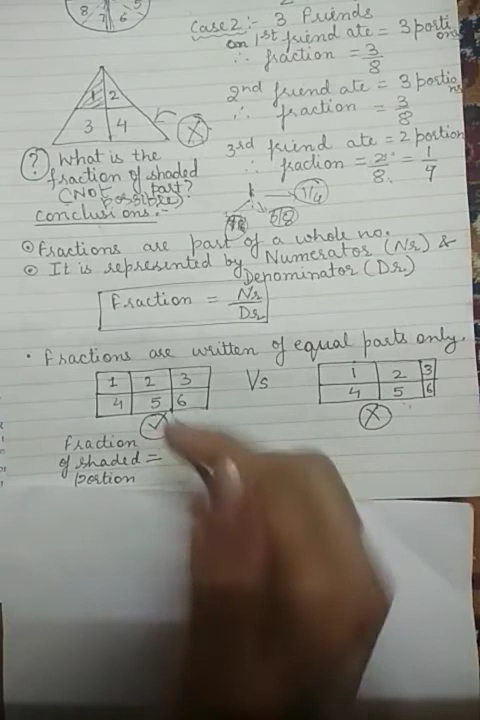 8 7 6
Case 2:- 3 Friends
1st friend ate = 3 portions
∴ fraction = 3/8
2nd friend ate = 3 portions
∴ fraction = 3/8
3rd friend ate = 2 portion
∴ fraction = 2/8 = 1/4
1 2
3 4
X
? What is the
fraction of shaded
part?
(Not possible)
1/4
Conclusions:-
Fractions are part of a whole no.
It is represented by Numerator (Nr) &
Denominator (Dr)
Fraction = Nr/Dr
Fractions are written of equal parts only.
1 2 3
4 5 6
Vs
1 2 3
4 5 6
✓
X
Fraction
of shaded =
portion